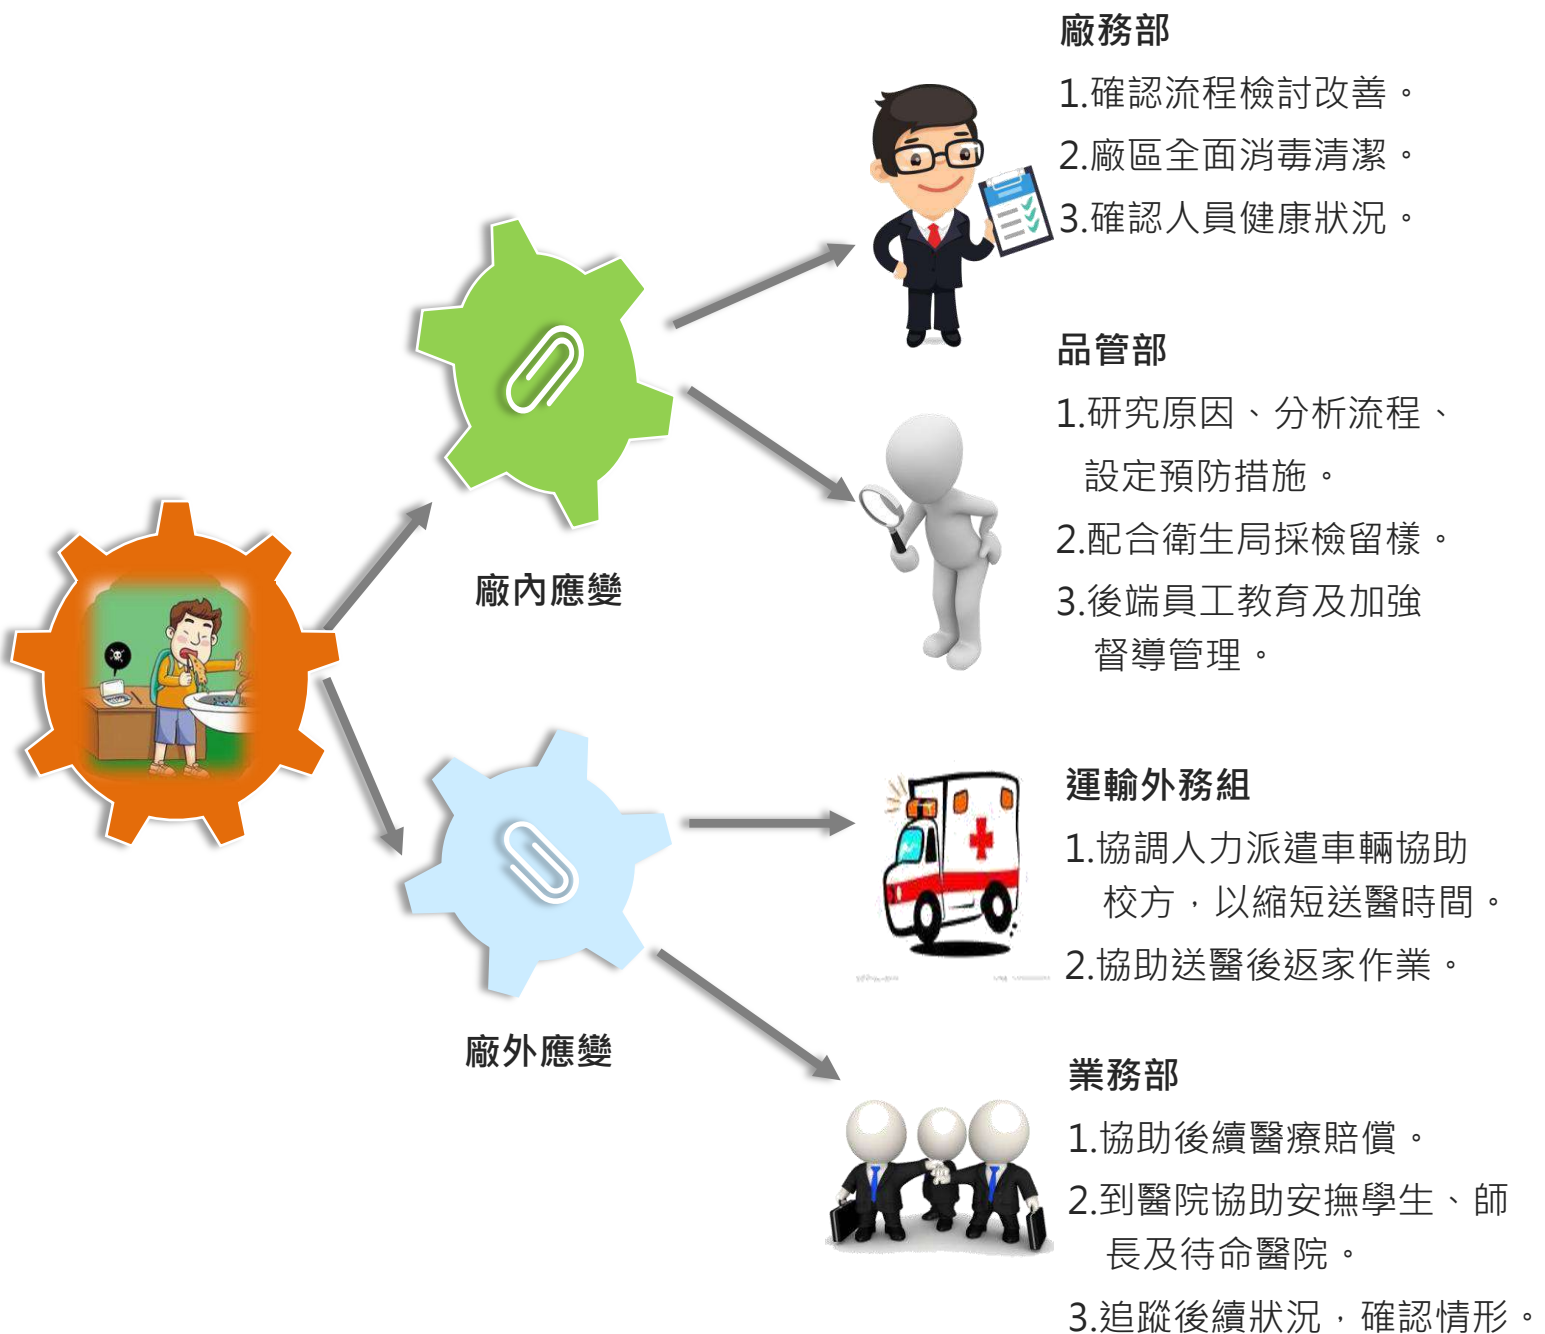 廠務部
1.確認流程檢討改善。
2.廠區全面消毒清潔。
3.確認人員健康狀況。
品管部
1.研究原因、分析流程、
設定預防措施。
2.配合衛生局採檢留樣。
3.後端員工教育及加強
督導管理。
廠內應變
運輸外務組
1.協調人力派遣車輛協助
校方，以縮短送醫時間。
2.協助送醫後返家作業。
廠外應變
業務部
1.協助後續醫療賠償。
2.到醫院協助安撫學生、師
長及待命醫院。
3.追蹤後續狀況，確認情形。